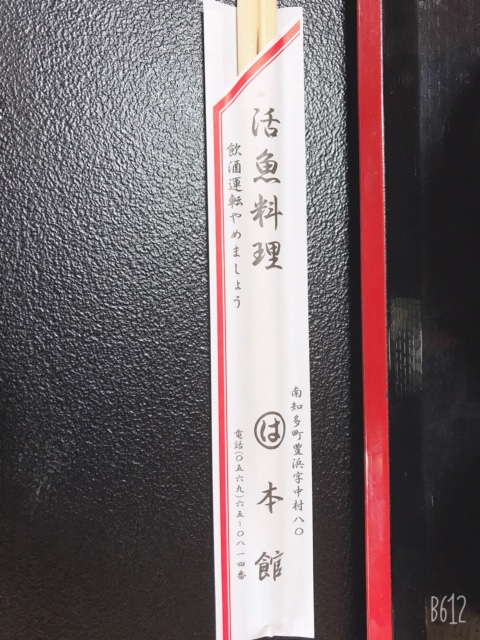 南知多町豊浜字中村八〇
活魚料理 ㋩は本館
飲酒運転やめましょう
電話(〇五六九)六五-〇八一四番
B612